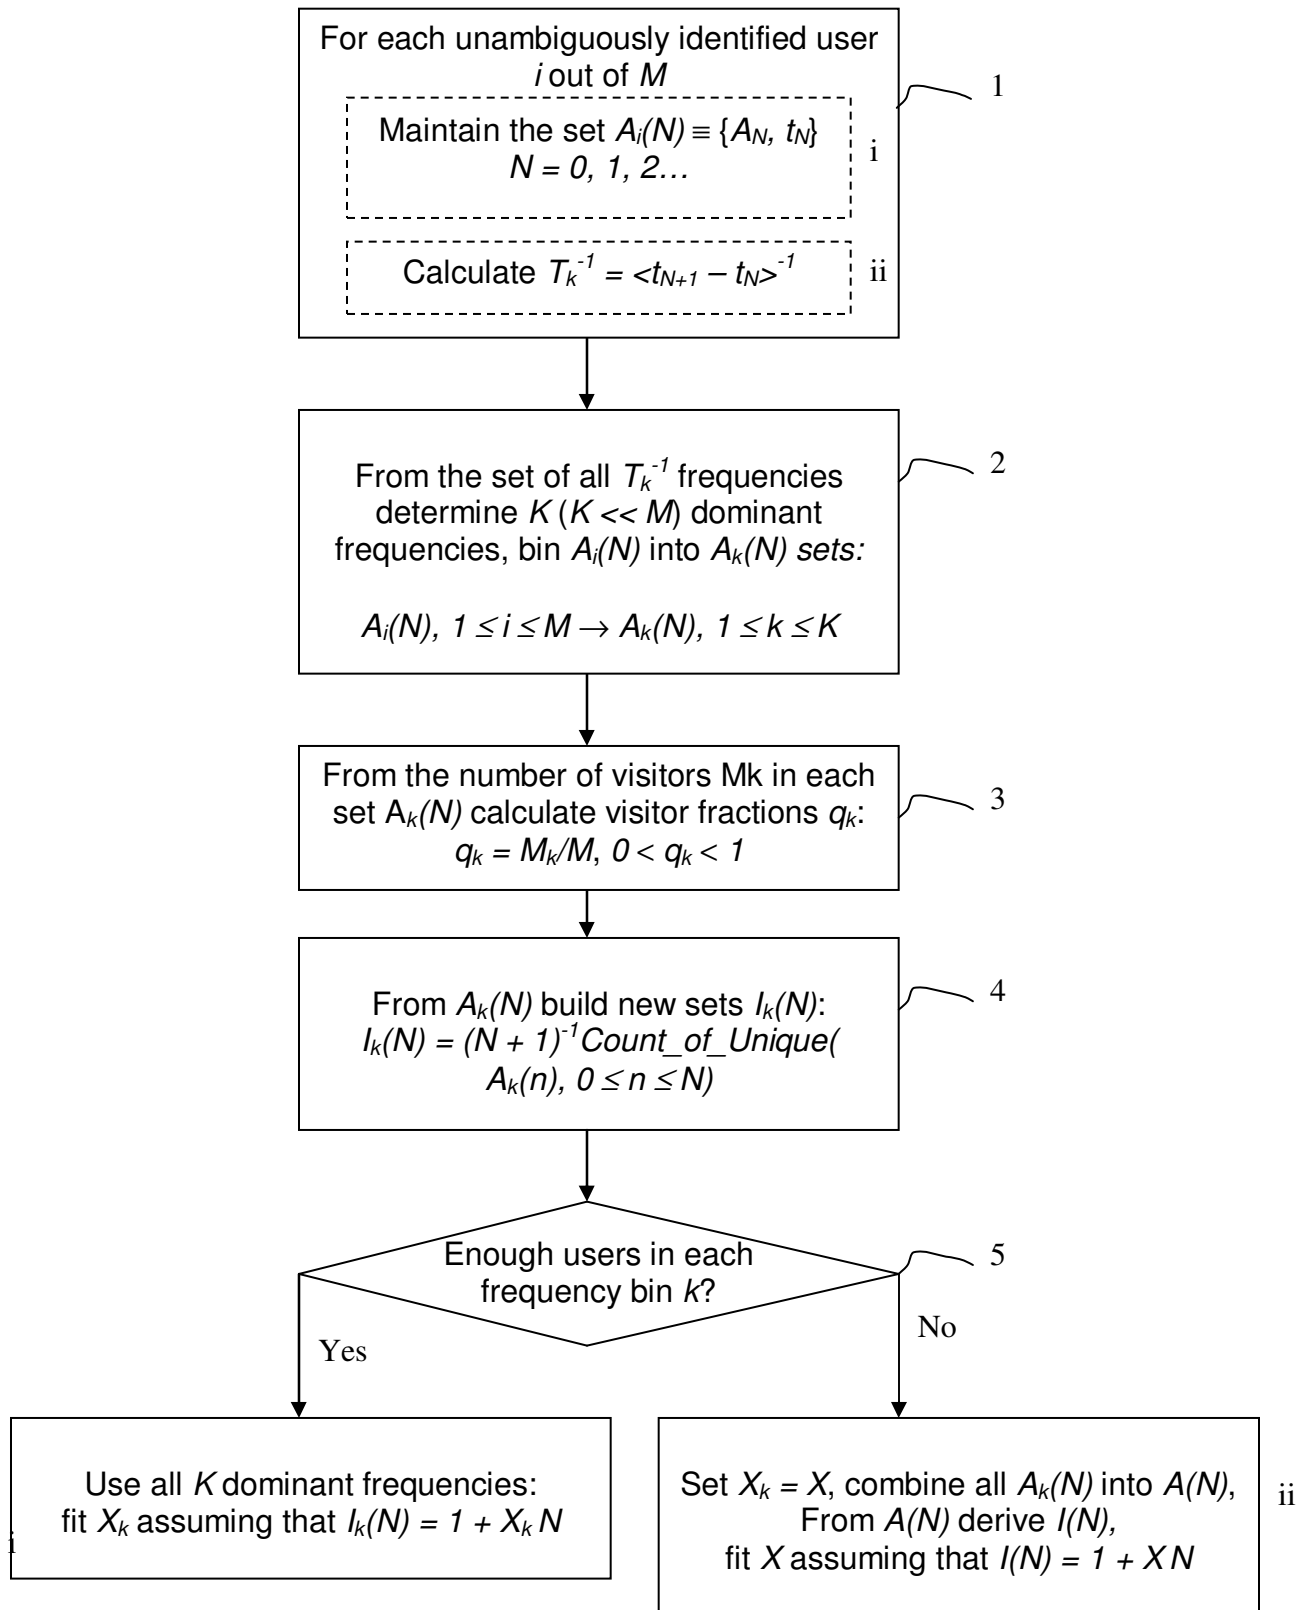 For each unambiguously identified user
i out of M
1
Maintain the set Aᵢ(N) ≡ {A_N, t_N}
N = 0, 1, 2…
i
Calculate Tₖ⁻¹ = <t_N+1 – t_N>⁻¹
ii
From the set of all Tₖ⁻¹ frequencies
determine K (K << M) dominant
frequencies, bin Aᵢ(N) into Aₖ(N) sets:
Aᵢ(N), 1 ≤ i ≤ M → Aₖ(N), 1 ≤ k ≤ K
2
From the number of visitors Mk in each
set Aₖ(N) calculate visitor fractions qₖ:
qₖ = Mₖ/M, 0 < qₖ < 1
3
From Aₖ(N) build new sets Iₖ(N):
Iₖ(N) = (N + 1)⁻¹Count_of_Unique(
Aₖ(n), 0 ≤ n ≤ N)
4
Enough users in each
frequency bin k?
5
Yes
No
Use all K dominant frequencies:
fit Xₖ assuming that Iₖ(N) = 1 + Xₖ N
i
Set Xₖ = X, combine all Aₖ(N) into A(N),
From A(N) derive I(N),
fit X assuming that I(N) = 1 + X N
ii